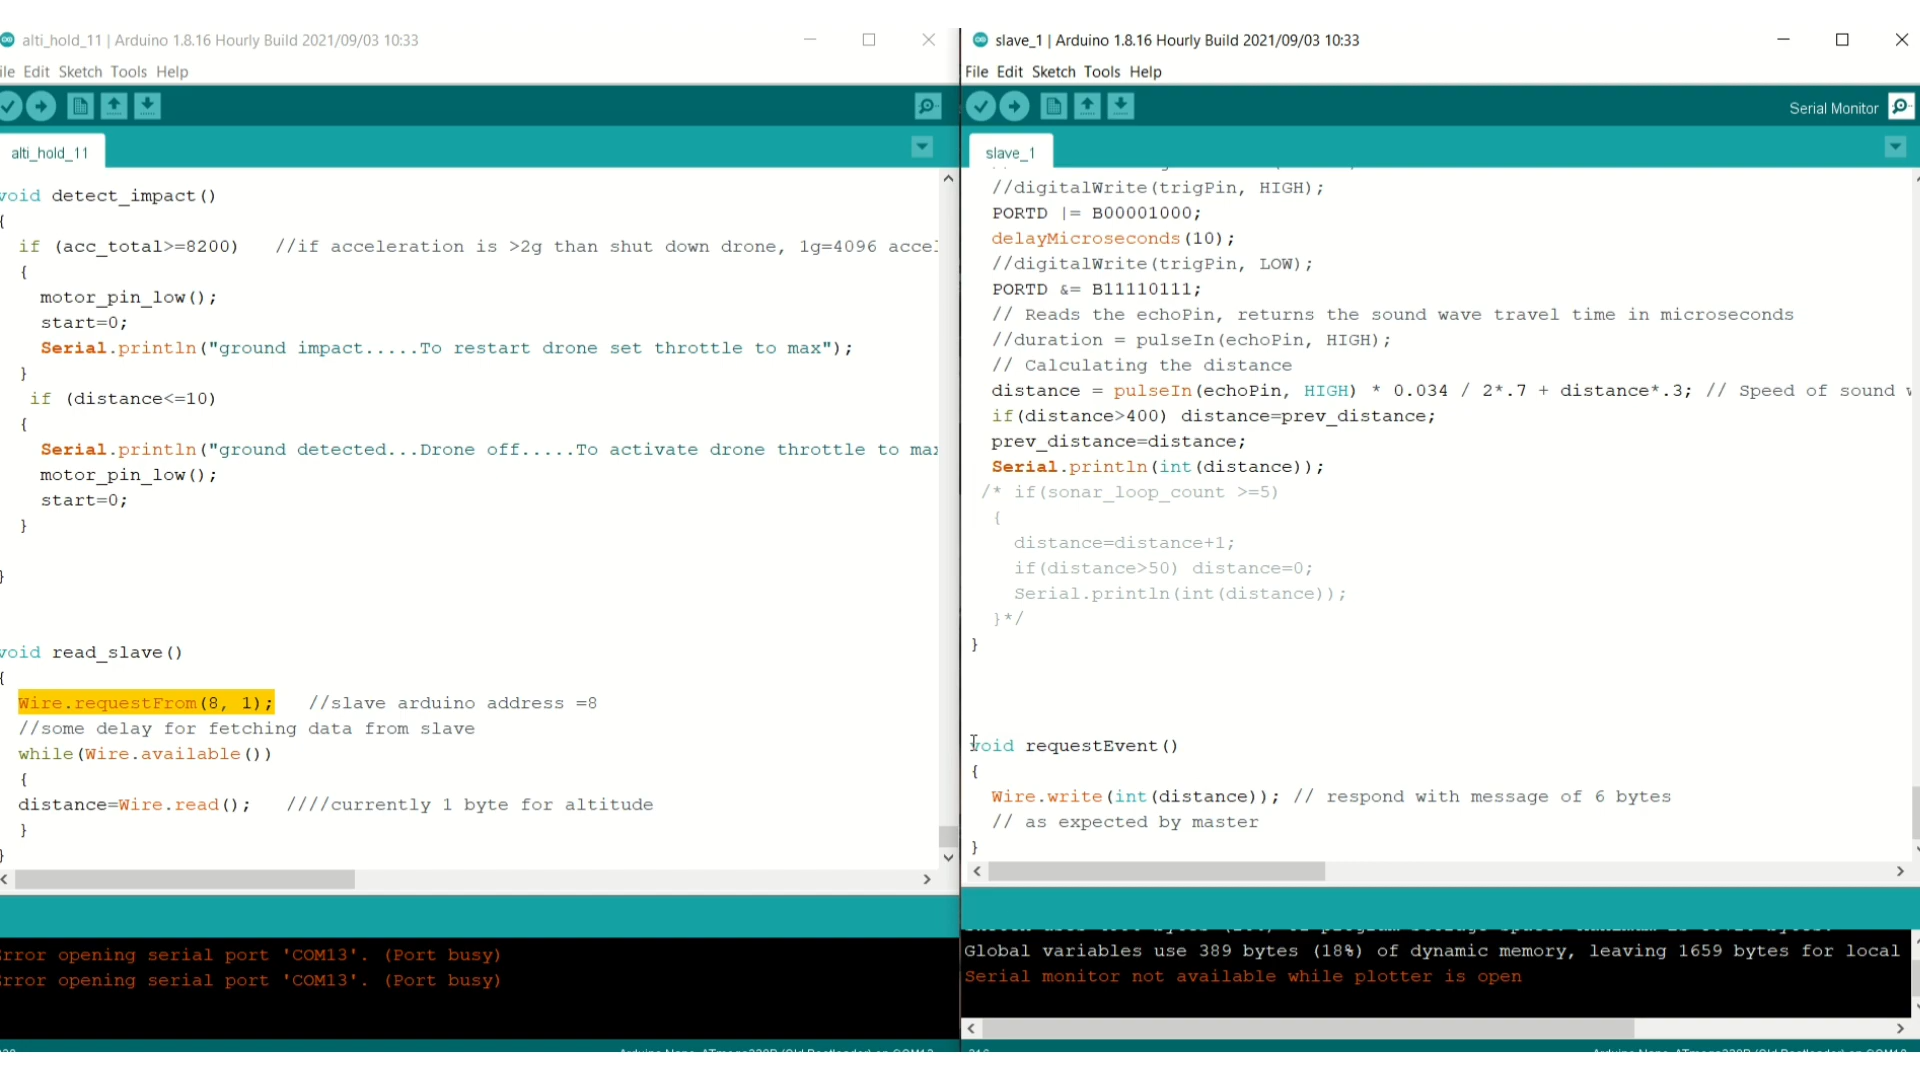 alti_hold_11 | Arduino 1.8.16 Hourly Build 2021/09/03 10:33
ile Edit Sketch Tools Help
alti_hold_11
void detect_impact()
{
if (acc_total>=8200) //if acceleration is >2g than shut down drone, 1g=4096 accel
{
motor_pin_low();
start=0;
Serial.println("ground impact.....To restart drone set throttle to max");
}
if (distance<=10)
{
Serial.println("ground detected...Drone off.....To activate drone throttle to max
motor_pin_low();
start=0;
}
}
void read_slave()
{
Wire.requestFrom(8, 1); //slave arduino address =8
//some delay for fetching data from slave
while(Wire.available())
{
distance=Wire.read(); ////currently 1 byte for altitude
}
}
Error opening serial port 'COM13'. (Port busy)
Error opening serial port 'COM13'. (Port busy)
slave_1 | Arduino 1.8.16 Hourly Build 2021/09/03 10:33
File Edit Sketch Tools Help
Serial Monitor
slave_1
//digitalWrite(trigPin, HIGH);
PORTD |= B00001000;
delayMicroseconds(10);
//digitalWrite(trigPin, LOW);
PORTD &= B11110111;
// Reads the echoPin, returns the sound wave travel time in microseconds
//duration = pulseIn(echoPin, HIGH);
// Calculating the distance
distance = pulseIn(echoPin, HIGH) * 0.034 / 2*.7 + distance*.3; // Speed of sound w
if(distance>400) distance=prev_distance;
prev_distance=distance;
Serial.println(int(distance));
/* if(sonar_loop_count >=5)
{
distance=distance+1;
if(distance>50) distance=0;
Serial.println(int(distance));
}*/
}
void requestEvent()
{
Wire.write(int(distance)); // respond with message of 6 bytes
// as expected by master
}
Global variables use 389 bytes (18%) of dynamic memory, leaving 1659 bytes for local
Serial monitor not available while plotter is open